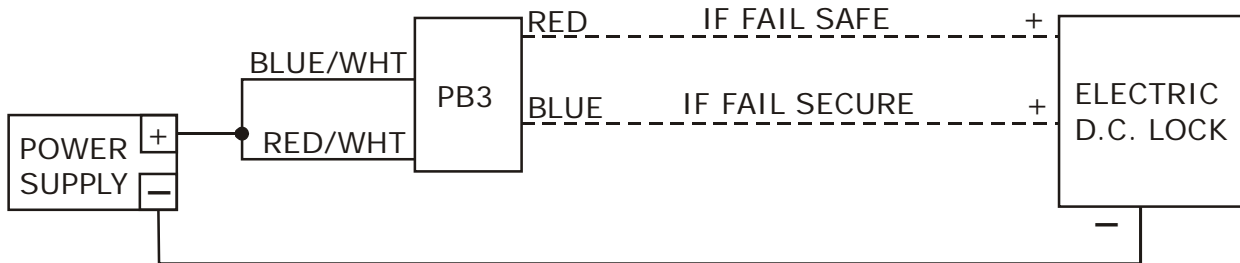 RED IF FAIL SAFE +
BLUE/WHT
PB3
BLUE IF FAIL SECURE +
ELECTRIC
D.C. LOCK
+
RED/WHT
POWER
SUPPLY
−
−